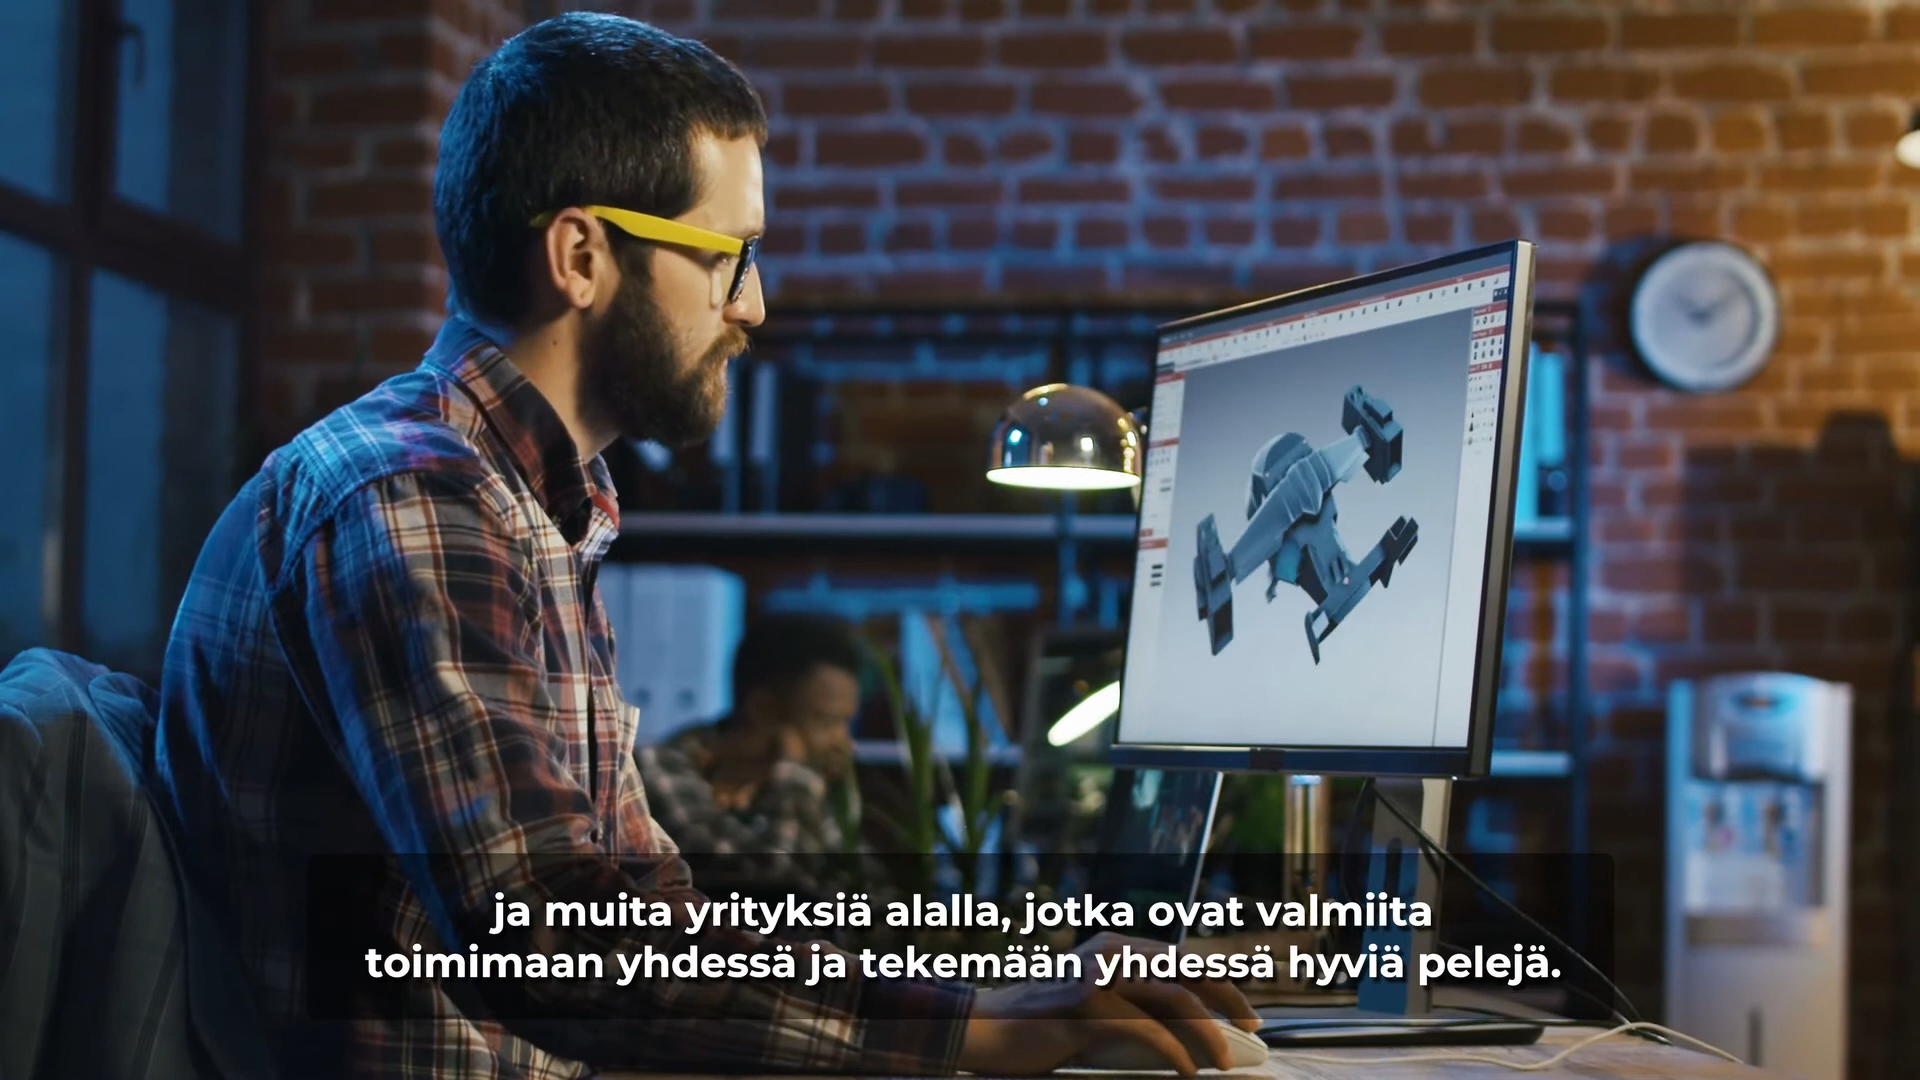 ja muita yrityksiä alalla, jotka ovat valmiita
toimimaan yhdessä ja tekemään yhdessä hyviä pelejä.